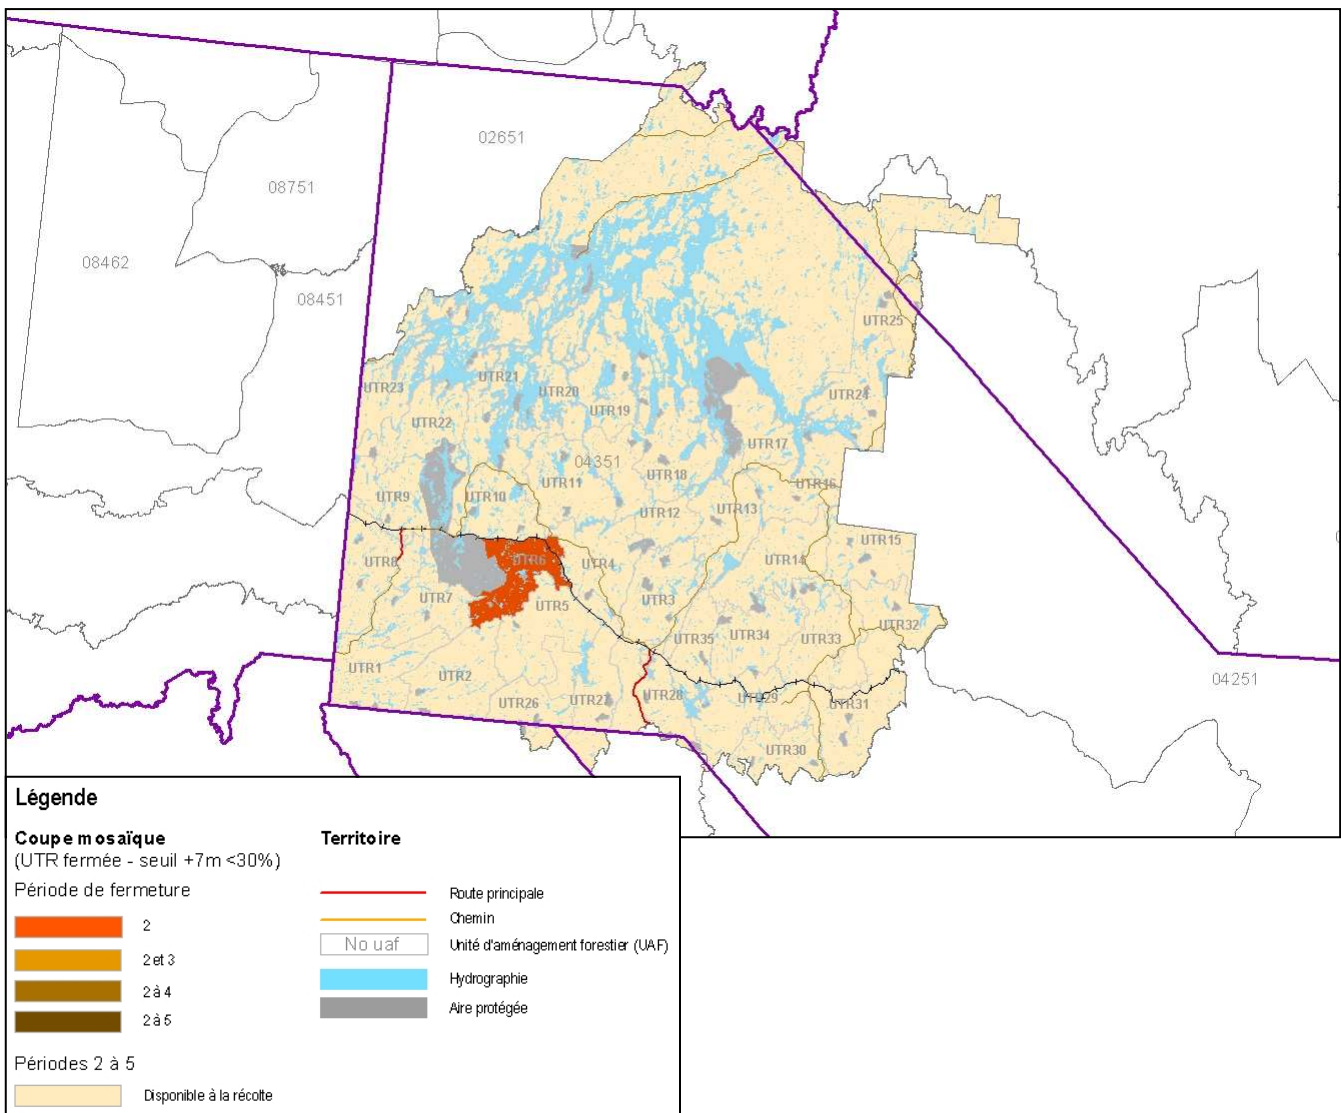 02651
08751
08462
08451
UTR25
UTR23
UTR21
UTR20
UTR24
UTR19
UTR22
UTR17
04351
UTR18
UTR11
UTR16
UTR9
UTR10
UTR13
UTR12
UTR15
UTR8
UTR6
UTR4
UTR14
UTR7
UTR5
UTR3
UTR32
UTR35
UTR34
UTR33
UTR1
UTR2
04251
UTR26
UTR27
UTR28
UTR29
UTR31
UTR30
Légende
Coupe mosaïque
(UTR fermée - seuil +7m <30%)
Période de fermeture
2
2 et 3
2 à 4
2 à 5
Périodes 2 à 5
Disponible à la récolte
Territoire
Route principale
Chemin
No uaf
Unité d'aménagement forestier (UAF)
Hydrographie
Aire protégée